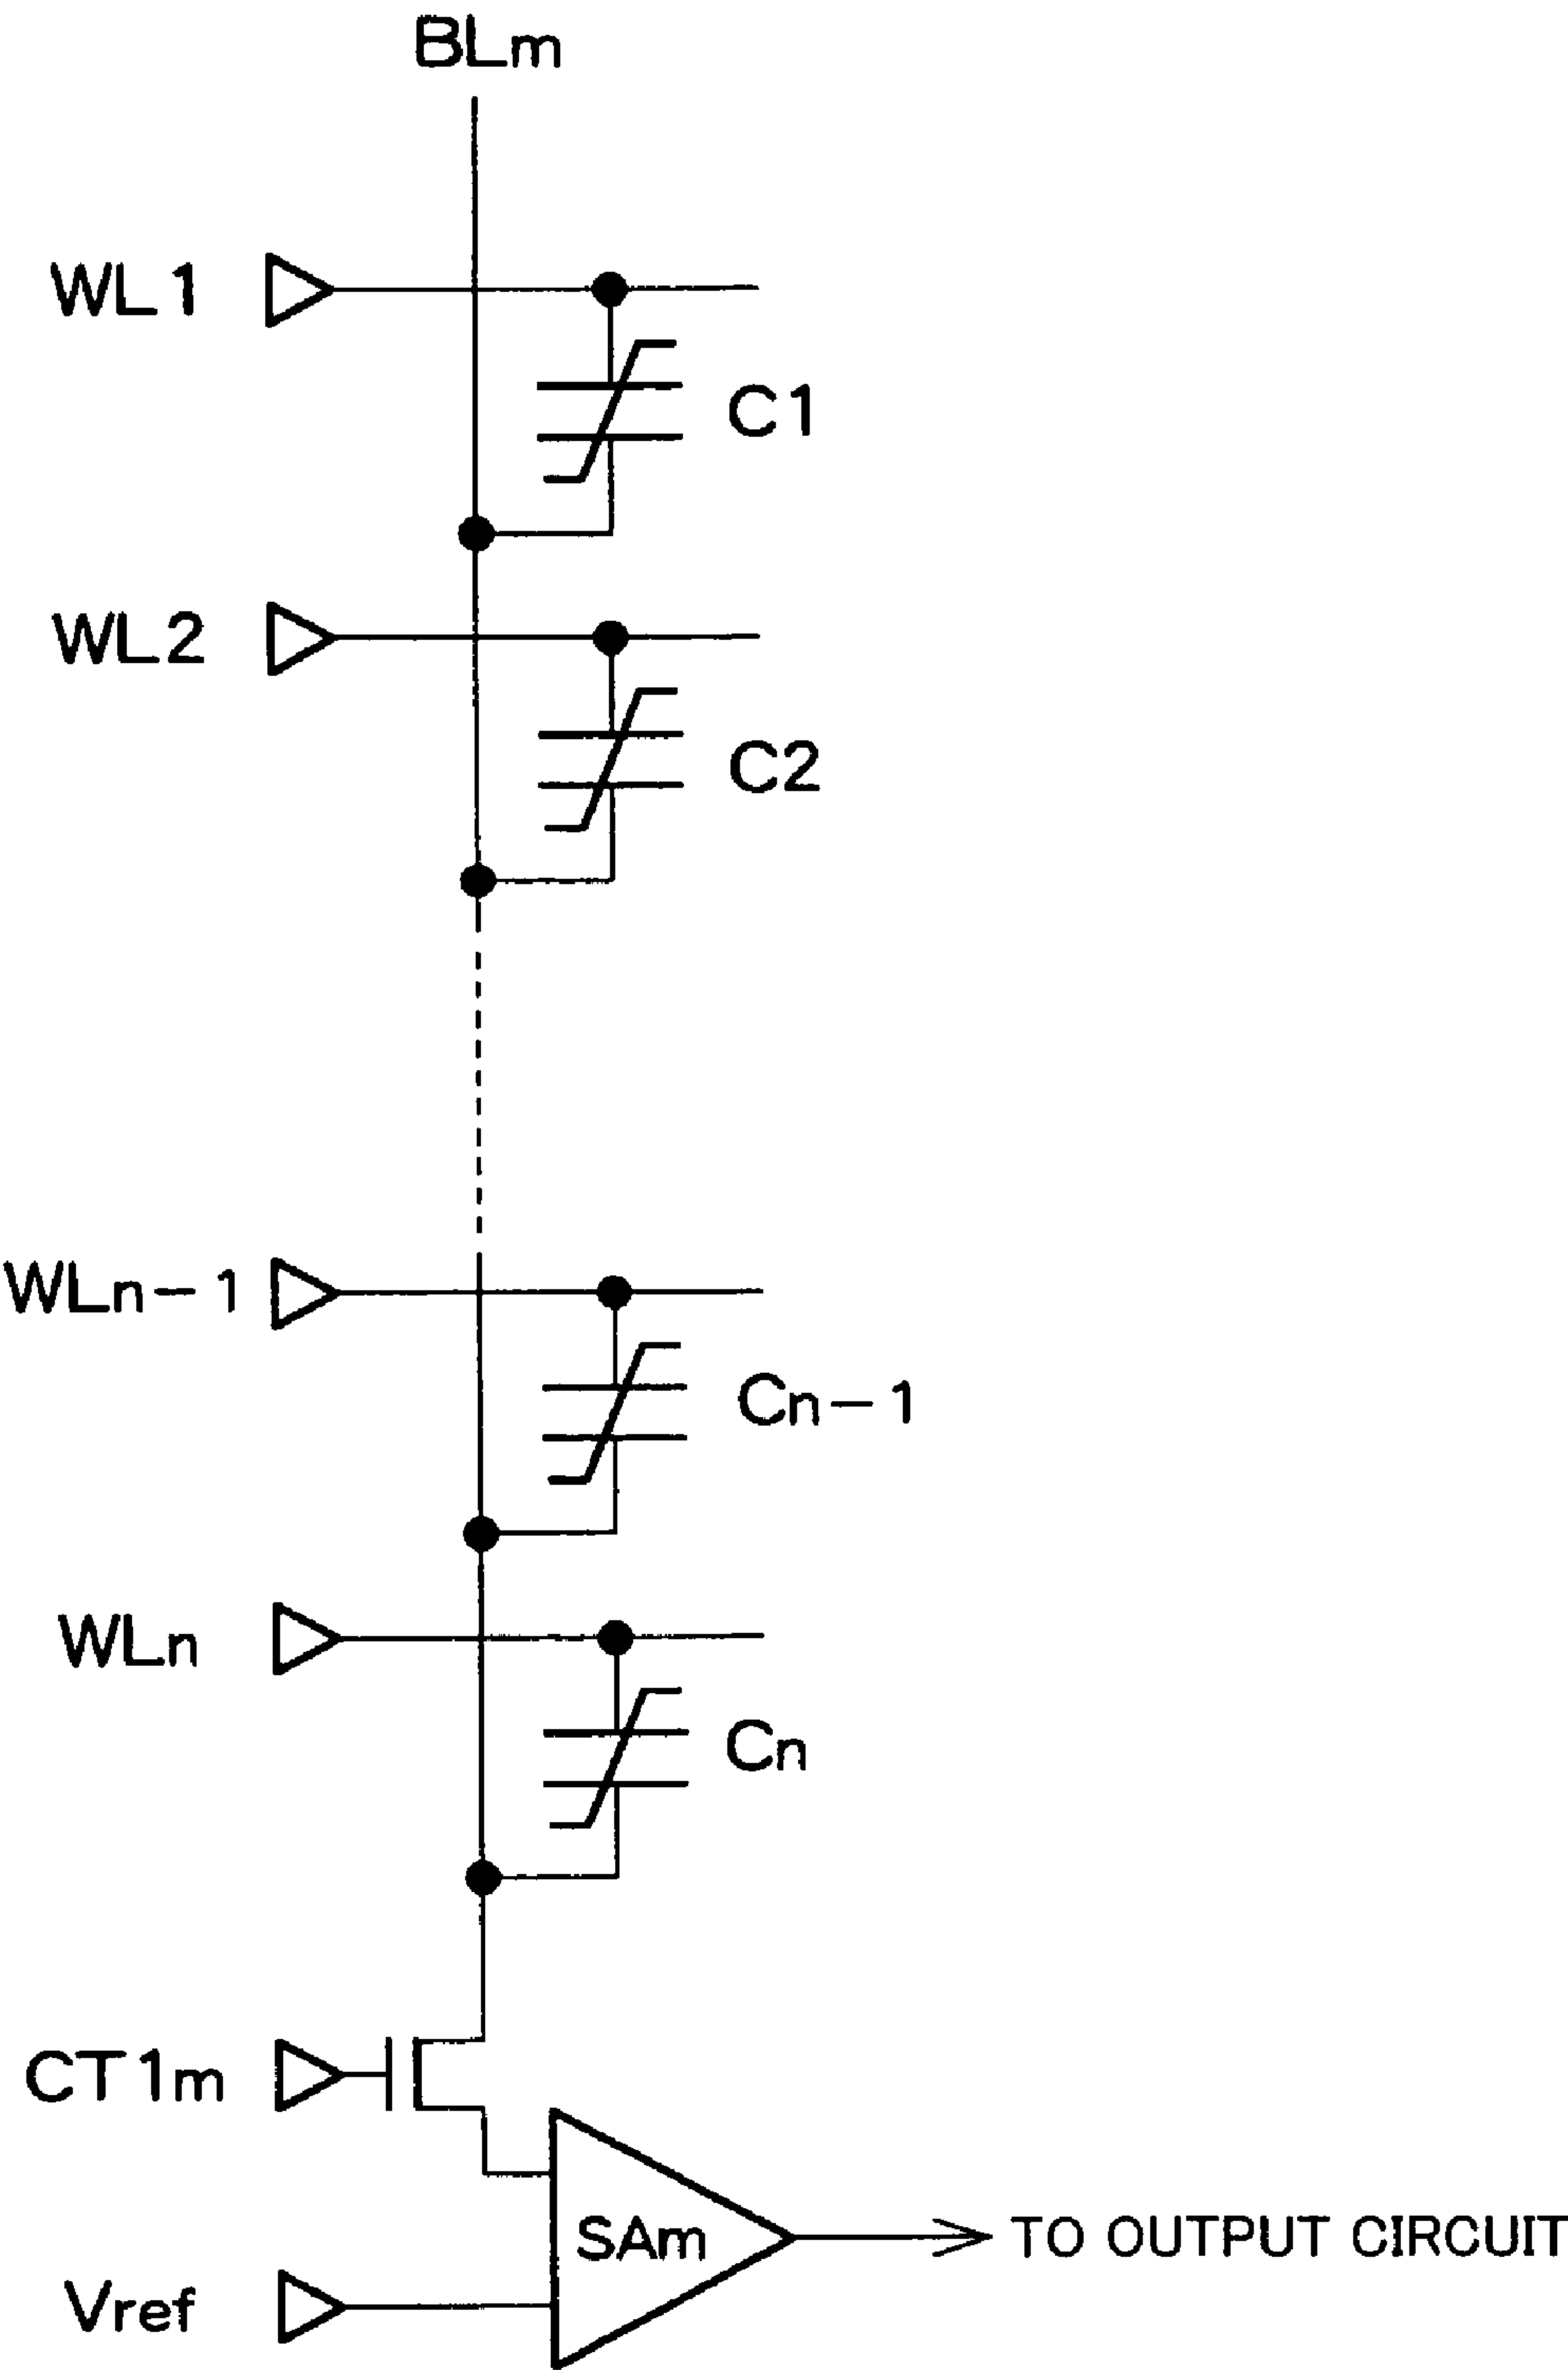 BLm
WL1
C1
WL2
C2
WLn-1
Cn-1
WLn
Cn
CT1m
SAm
TO OUTPUT CIRCUIT
Vref